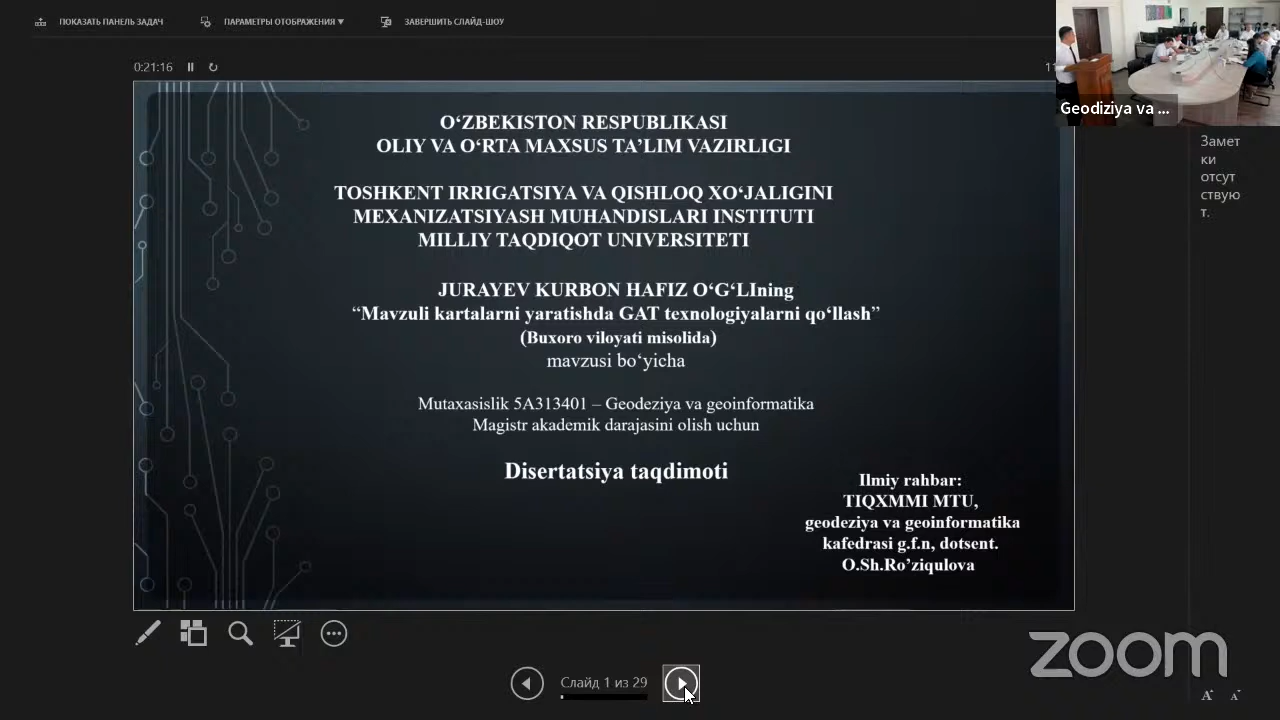 ПОКАЗАТЬ ПАНЕЛЬ ЗАДАЧ
ПАРАМЕТРЫ ОТОБРАЖЕНИЯ ▼
ЗАВЕРШИТЬ СЛАЙД-ШОУ
0:21:16
11
Geodiziya va ...
Замет
ки
отсут
ствую
т.
O‘ZBEKISTON RESPUBLIKASI
OLIY VA O‘RTA MAXSUS TA’LIM VAZIRLIGI
TOSHKENT IRRIGATSIYA VA QISHLOQ XO‘JALIGINI
MEXANIZATSIYASH MUHANDISLARI INSTITUTI
MILLIY TAQDIQOT UNIVERSITETI
JURAYEV KURBON HAFIZ O‘G‘LIning
“Mavzuli kartalarni yaratishda GAT texnologiyalarni qo‘llash”
(Buxoro viloyati misolida)
mavzusi bo‘yicha
Mutaxasislik 5A313401 – Geodeziya va geoinformatika
Magistr akademik darajasini olish uchun
Disertatsiya taqdimoti
Ilmiy rahbar:
TIQXMMI MTU,
geodeziya va geoinformatika
kafedrasi g.f.n, dotsent.
O.Sh.Ro’ziqulova
Слайд 1 из 29
zoom
A A